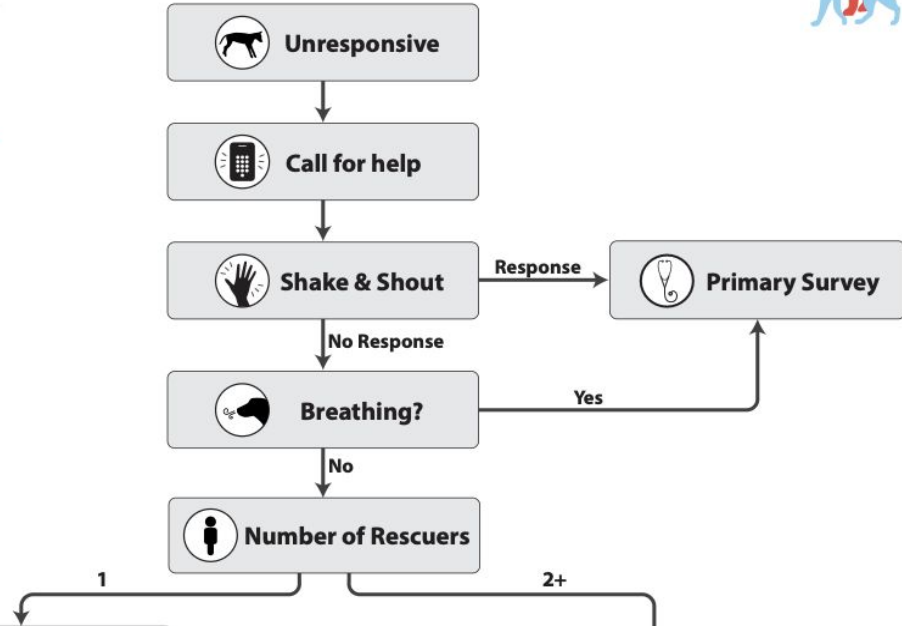 Unresponsive
Call for help
Shake & Shout
Response
Primary Survey
No Response
Breathing?
Yes
No
Number of Rescuers
1
2+